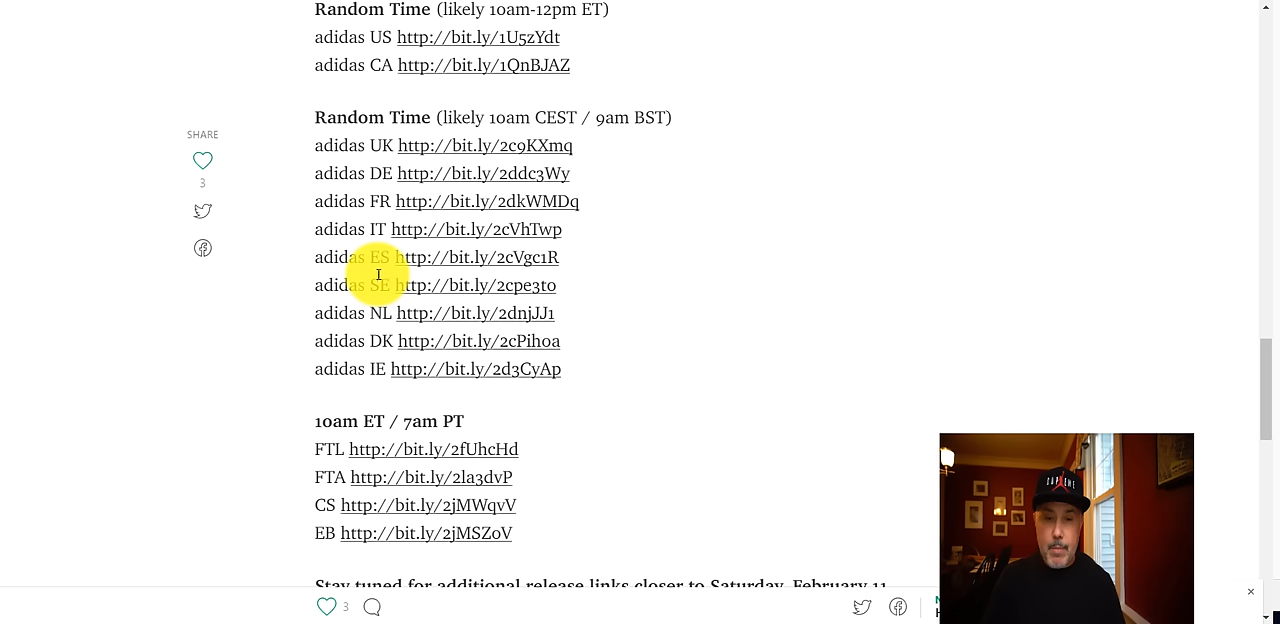 Random Time (likely 10am-12pm ET)
adidas US http://bit.ly/1U5zYdt
adidas CA http://bit.ly/1QnBJAZ
Random Time (likely 10am CEST / 9am BST)
SHARE
adidas UK http://bit.ly/2c9KXmq
adidas DE http://bit.ly/2ddc3Wy
3
adidas FR http://bit.ly/2dkWMDq
adidas IT http://bit.ly/2cVhTwp
adidas ES http://bit.ly/2cVgc1R
adidas SE http://bit.ly/2cpe3to
adidas NL http://bit.ly/2dnjJJ1
adidas DK http://bit.ly/2cPihoa
adidas IE http://bit.ly/2d3CyAp
10am ET / 7am PT
FTL http://bit.ly/2fUhcHd
FTA http://bit.ly/2la3dvP
CS http://bit.ly/2jMWqvV
EB http://bit.ly/2jMSZoV
Stay tuned for additional release links closer to Saturday, February 11
3
SUPREME